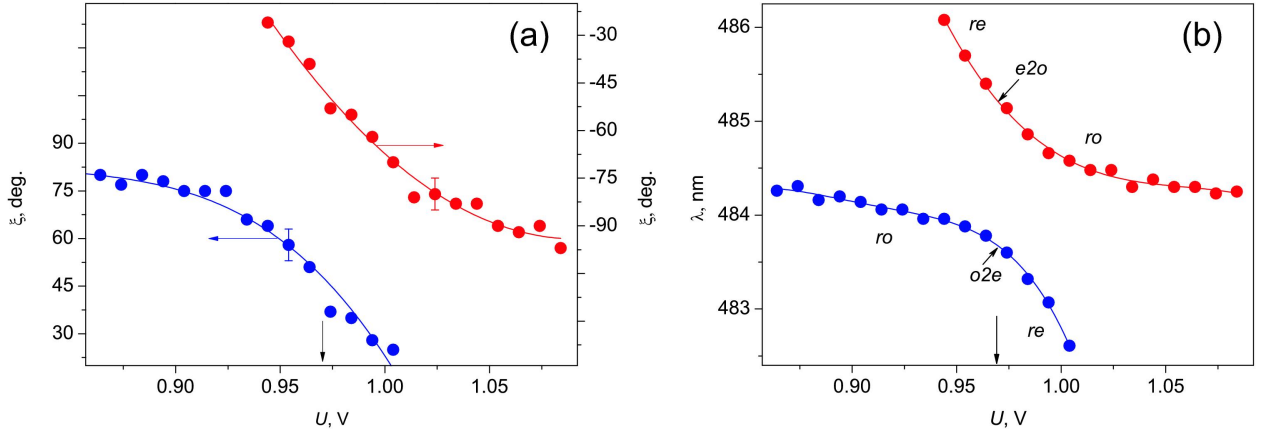 (a)
90
75
60
45
30
ξ, deg.
-26
-45
-60
-75
-90
ξ, deg.
0.90
0.95
1.00
1.05
U, V
(b)
486
485
484
483
λ, nm
re
e2o
ro
ro
o2e
re
0.90
0.95
1.00
1.05
U, V